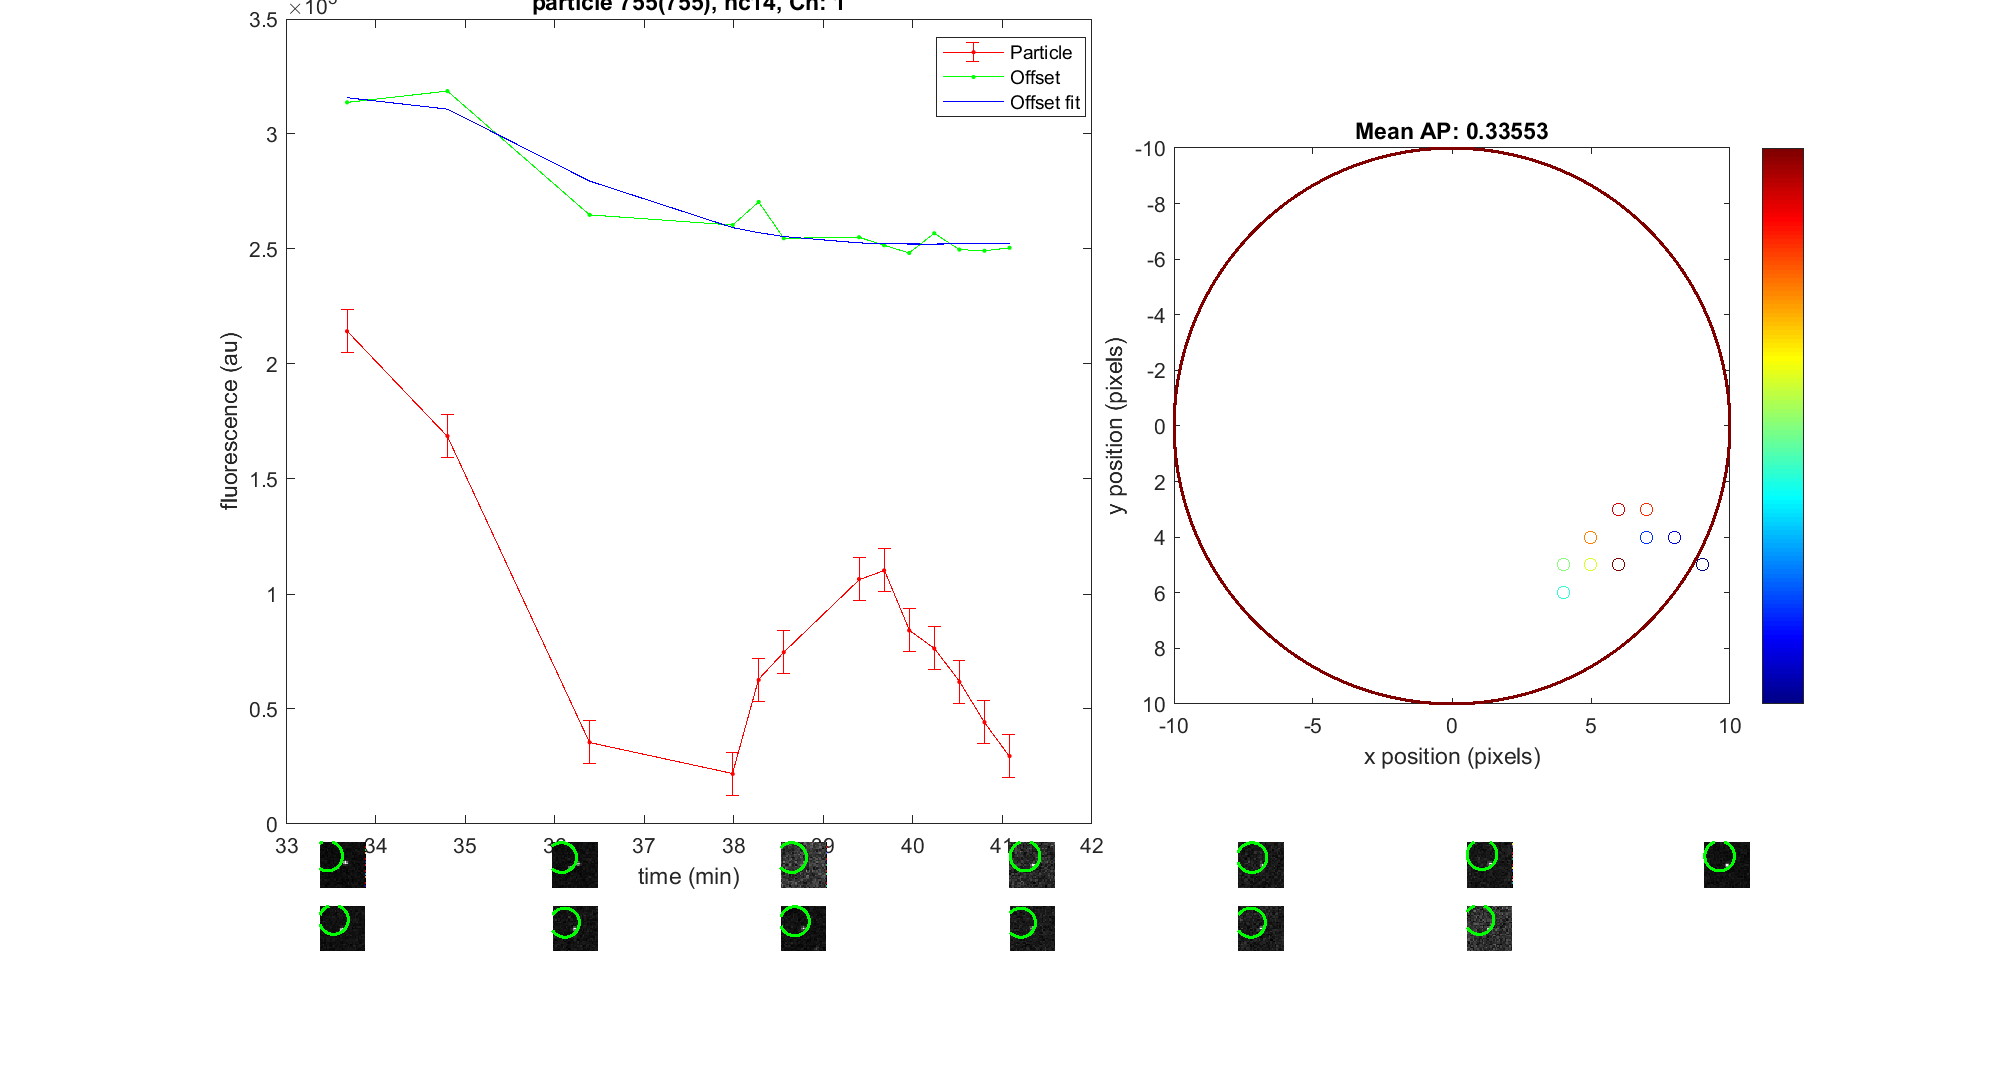 particle 755(755), nc14, Ch: 1
3.5
3
2.5
2
1.5
1
0.5
0
fluorescence (au)
33 34 35 37 38 40 41 42
time (min)
Particle
Offset
Offset fit
Mean AP: 0.33553
-10
-8
-6
-4
-2
0
2
4
6
8
10
y position (pixels)
-10 -5 0 5 10
x position (pixels)